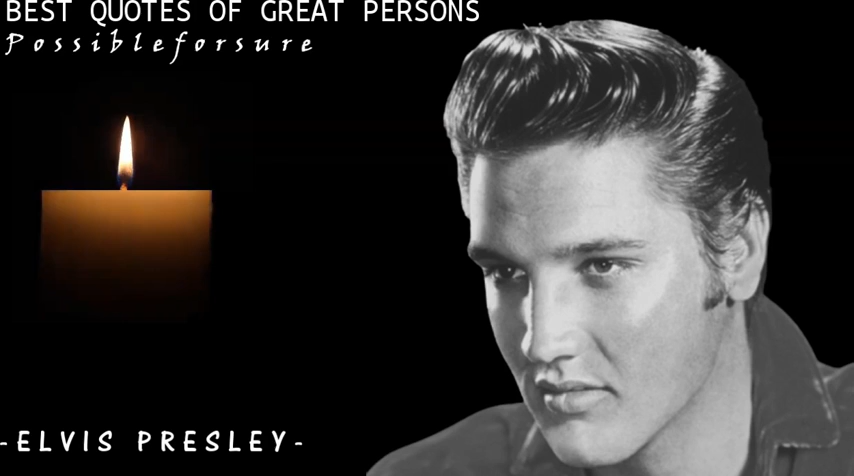 BEST QUOTES OF GREAT PERSONS
Possibleforsure
-ELVIS PRESLEY-